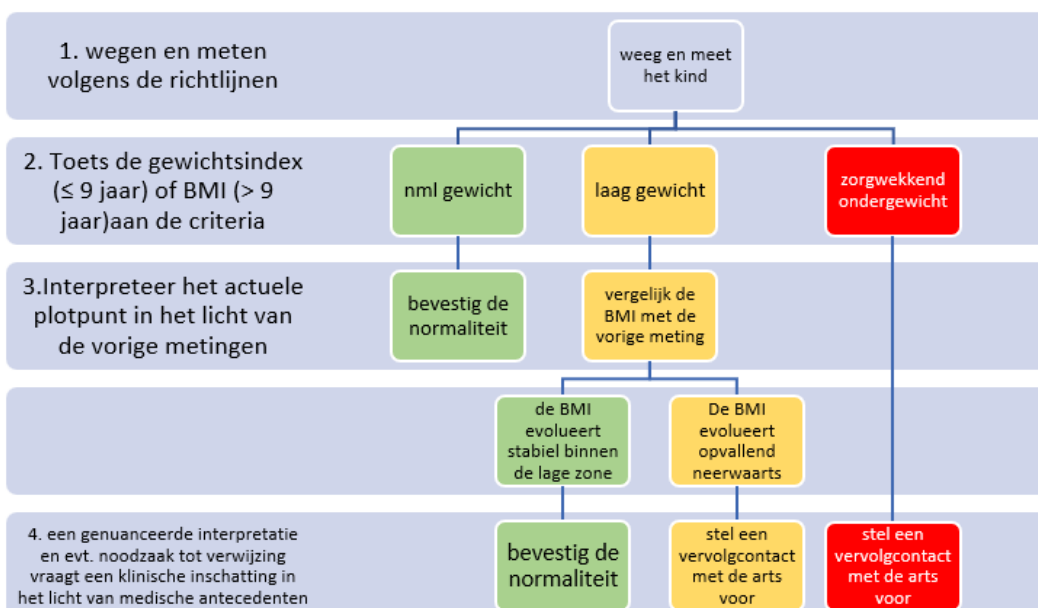 1. wegen en meten
volgens de richtlijnen
weeg en meet
het kind
2. Toets de gewichtsindex
(≤ 9 jaar) of BMI (> 9
jaar)aan de criteria
nml gewicht
laag gewicht
zorgwekkend
ondergewicht
3.Interpreteer het actuele
plotpunt in het licht van
de vorige metingen
bevestig de
normaliteit
vergelijk de
BMI met de
vorige meting
de BMI
evolueert
stabiel binnen
de lage zone
De BMI
evolueert
opvallend
neerwaarts
4. een genuanceerde interpretatie
en evt. noodzaak tot verwijzing
vraagt een klinische inschatting in
het licht van medische antecedenten
bevestig de
normaliteit
stel een
vervolgcontact
met de arts
voor
stel een
vervolgcontact
met de arts
voor